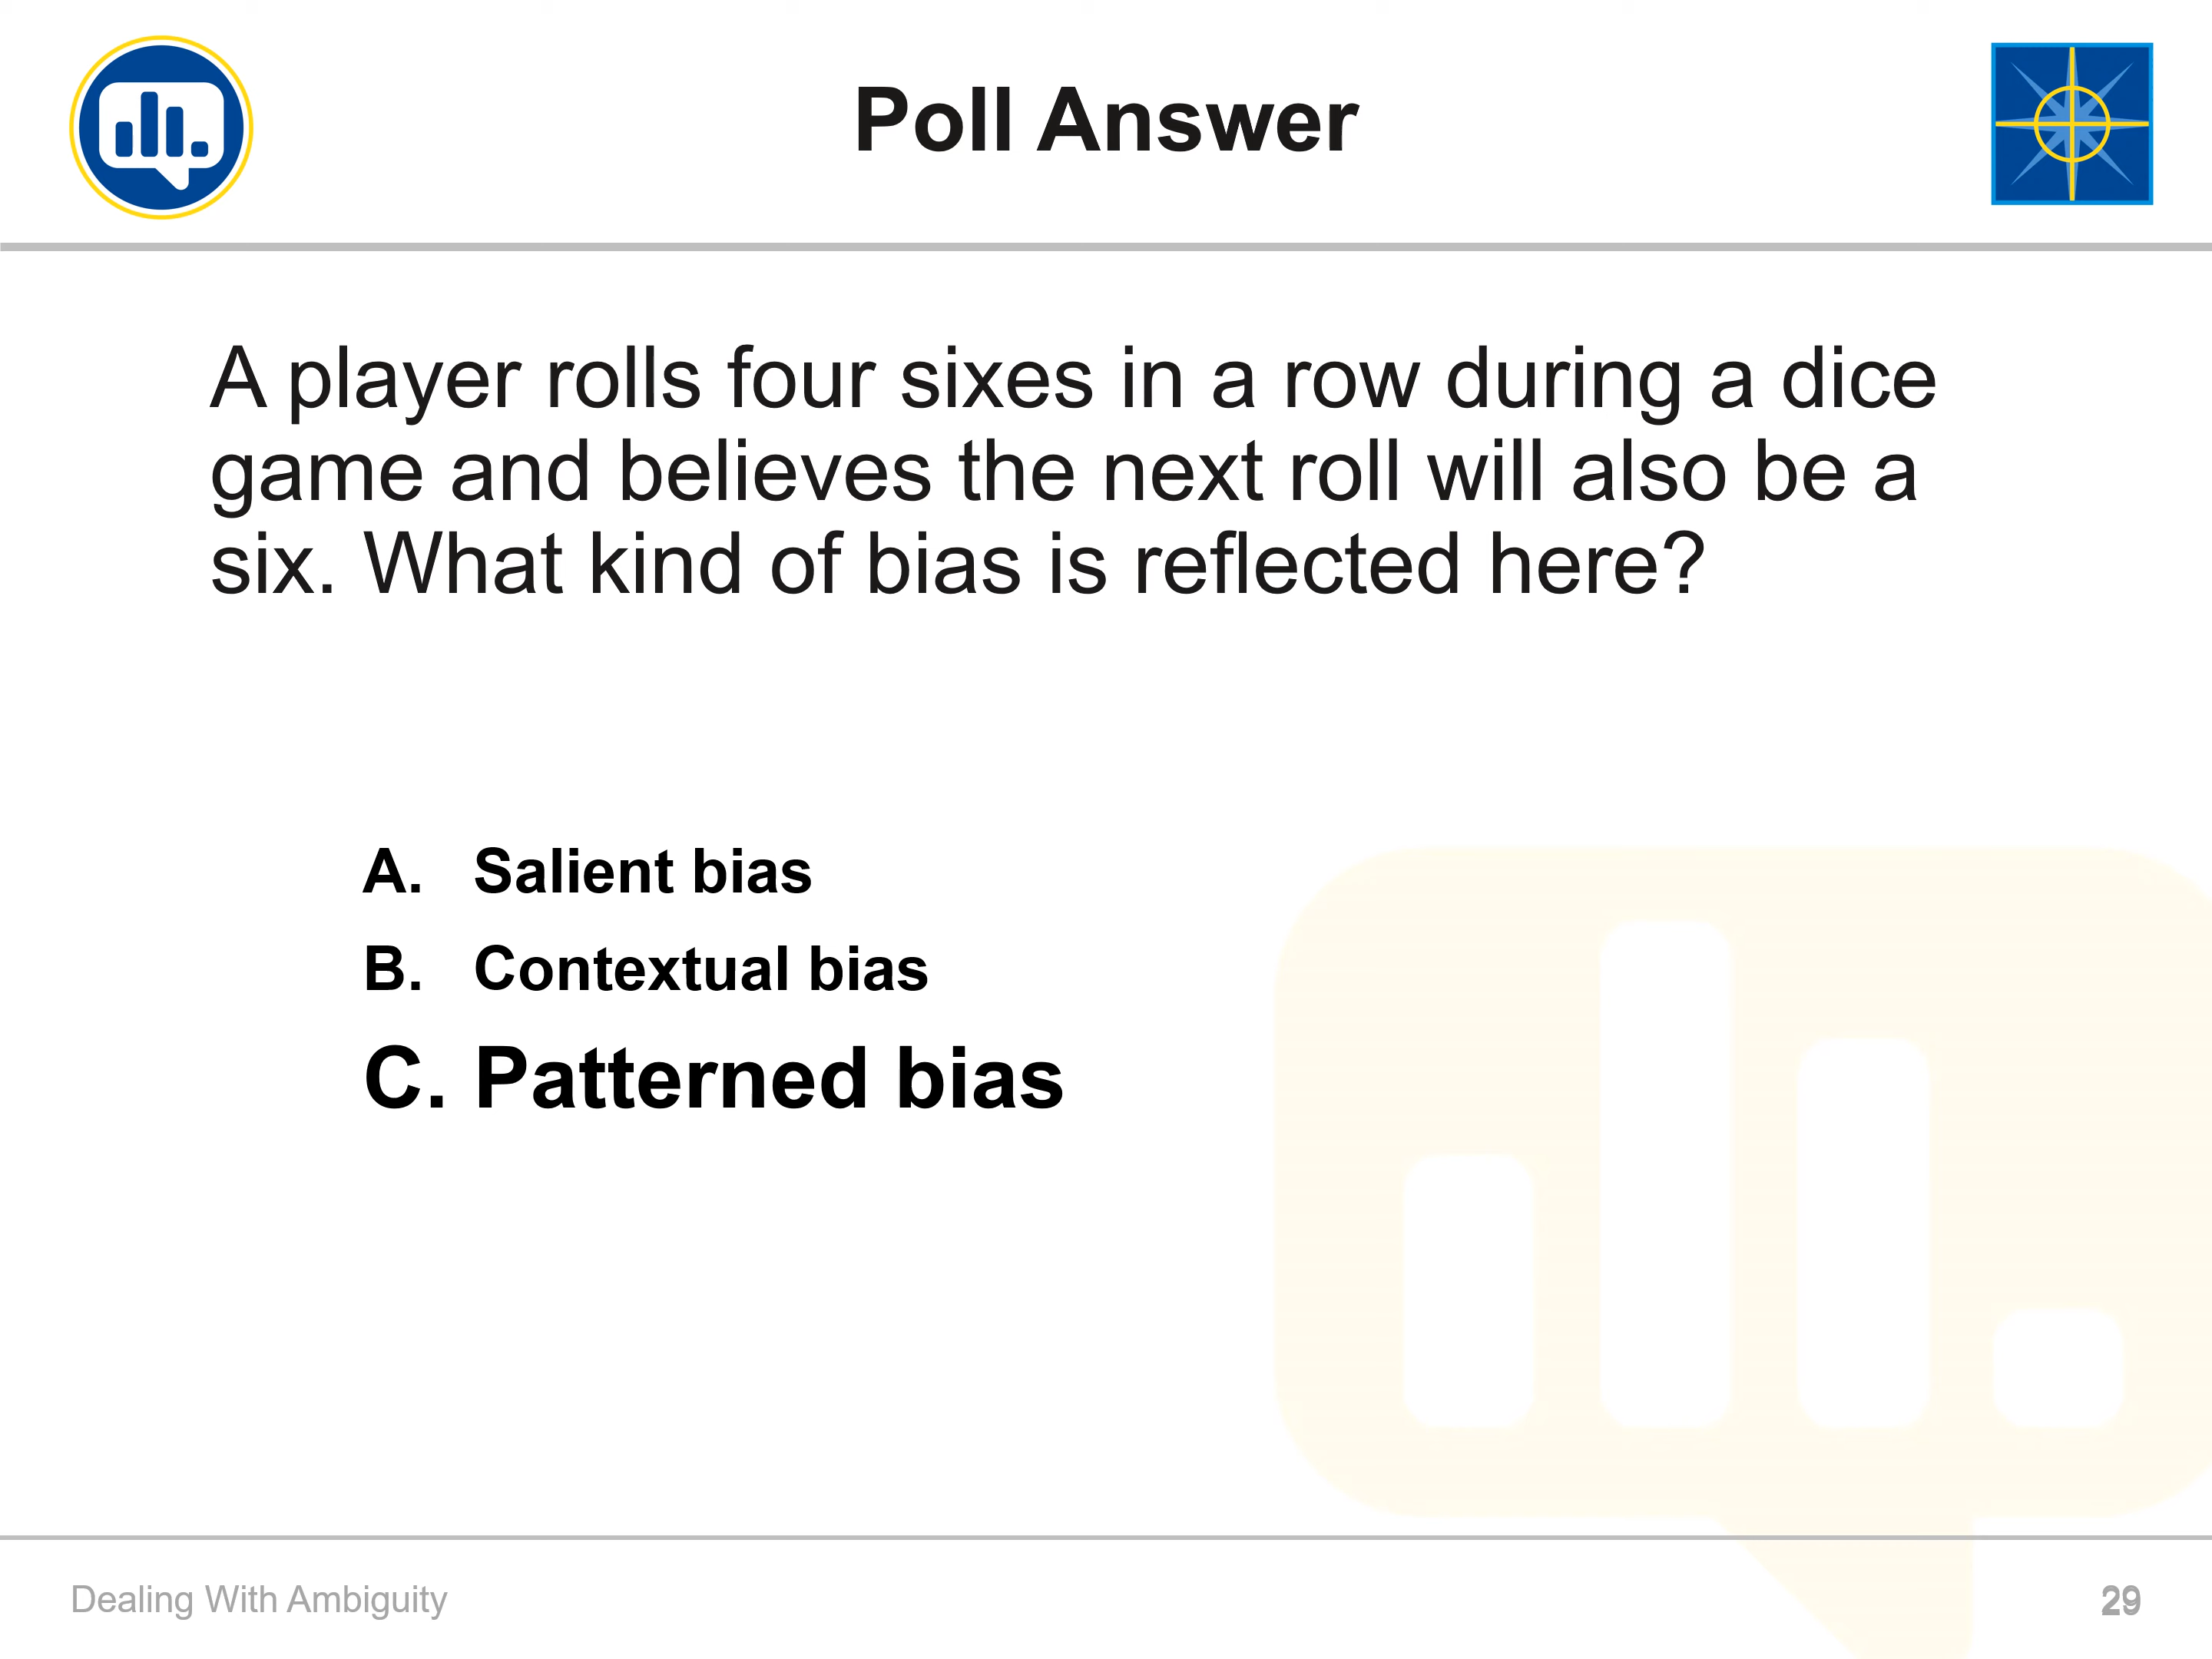 Poll Answer
A player rolls four sixes in a row during a dice
game and believes the next roll will also be a
six. What kind of bias is reflected here?
A. Salient bias
B. Contextual bias
C. Patterned bias
Dealing With Ambiguity
29